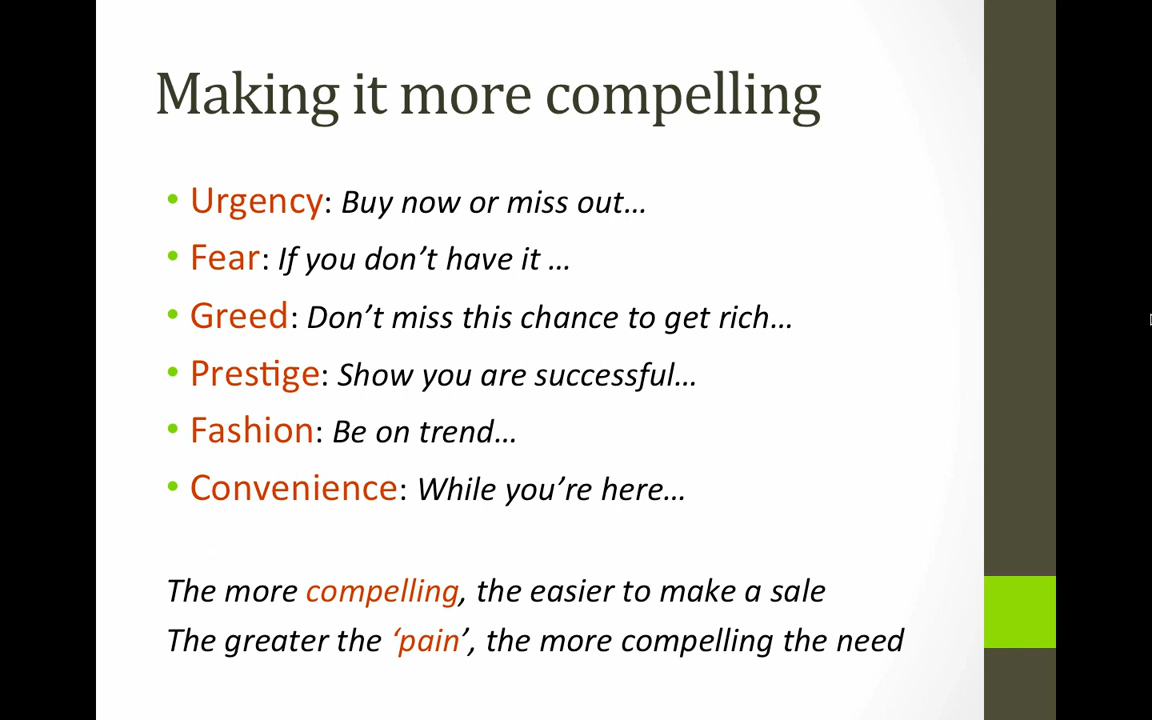 Making it more compelling
• Urgency: Buy now or miss out…
• Fear: If you don’t have it …
• Greed: Don’t miss this chance to get rich…
• Prestige: Show you are successful…
• Fashion: Be on trend…
• Convenience: While you’re here…
The more compelling, the easier to make a sale
The greater the ‘pain’, the more compelling the need